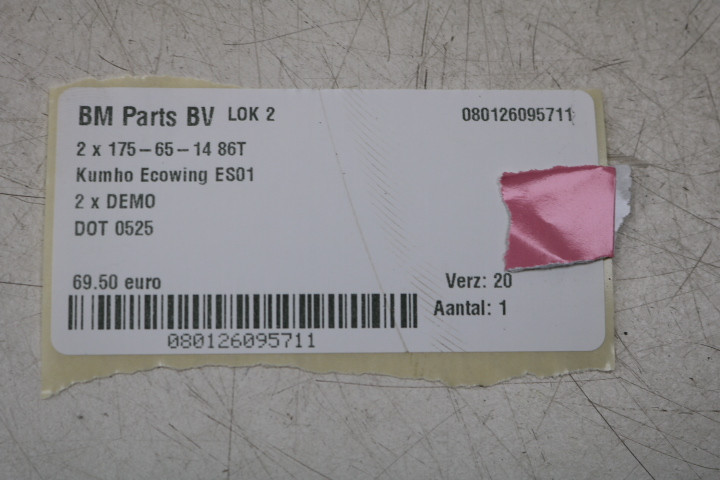 BM Parts BV LOK 2 080126095711
2 x 175-65-14 86T
Kumho Ecowing ES01
2 x DEMO
DOT 0525
69.50 euro Verz: 20
Aantal: 1
080126095711